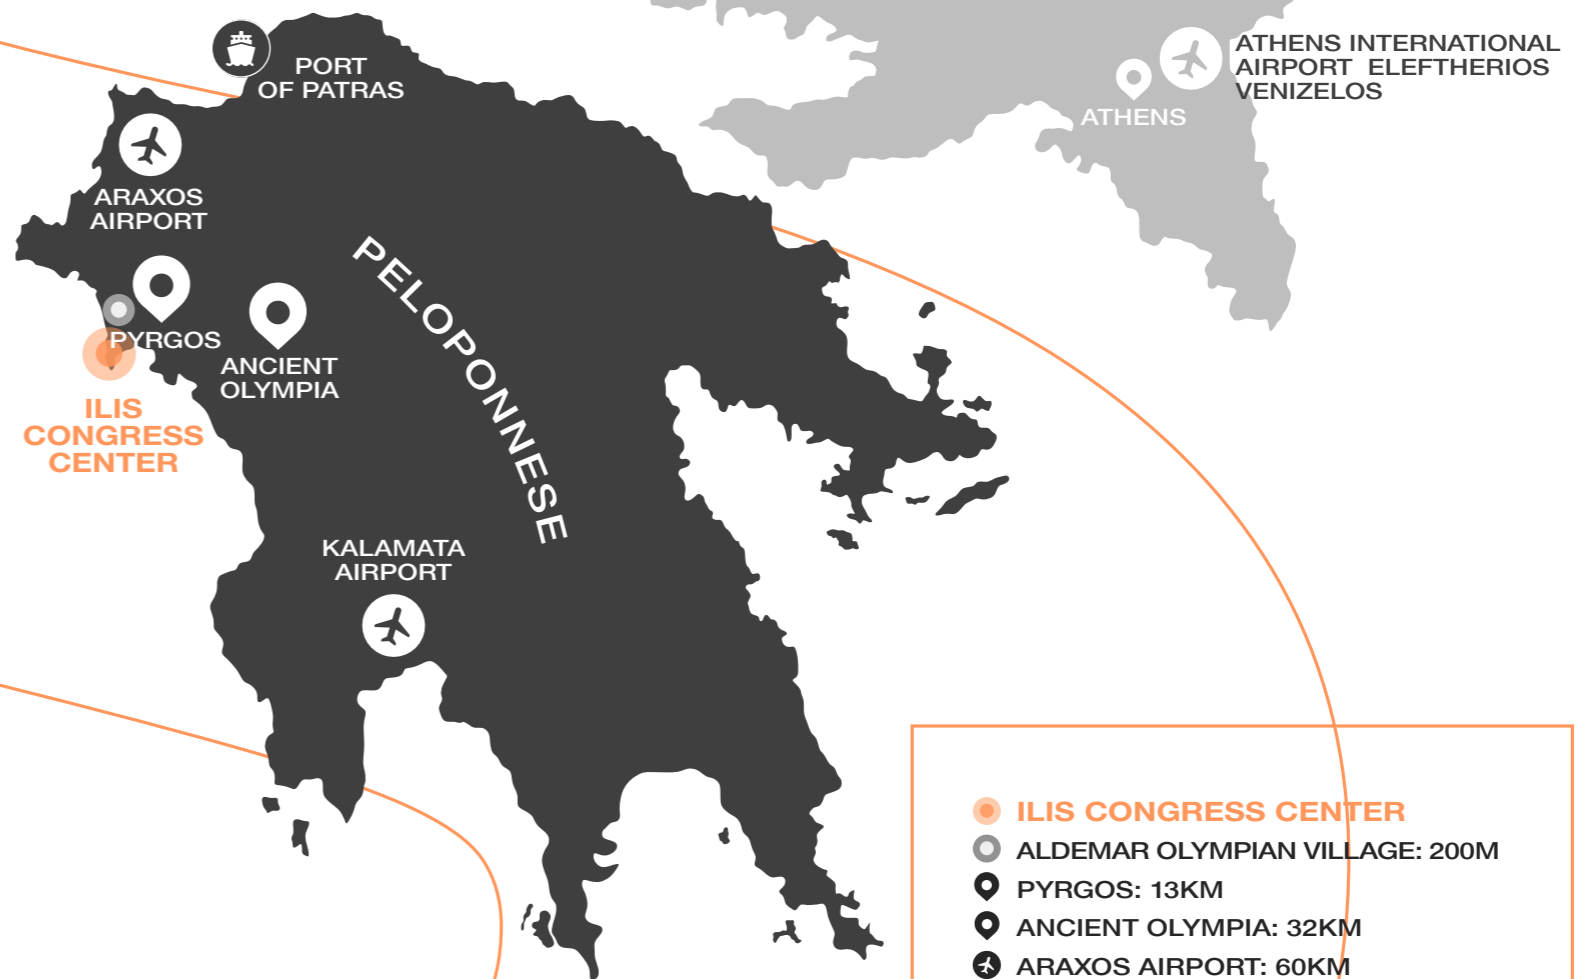 PORT
OF PATRAS
ATHENS INTERNATIONAL
AIRPORT ELEFTHERIOS
VENIZELOS
ATHENS
ARAXOS
AIRPORT
PELOPONNESE
PYRGOS
ANCIENT
OLYMPIA
ILIS
CONGRESS
CENTER
KALAMATA
AIRPORT
ILIS CONGRESS CENTER
ALDEMAR OLYMPIAN VILLAGE: 200M
PYRGOS: 13KM
ANCIENT OLYMPIA: 32KM
ARAXOS AIRPORT: 60KM